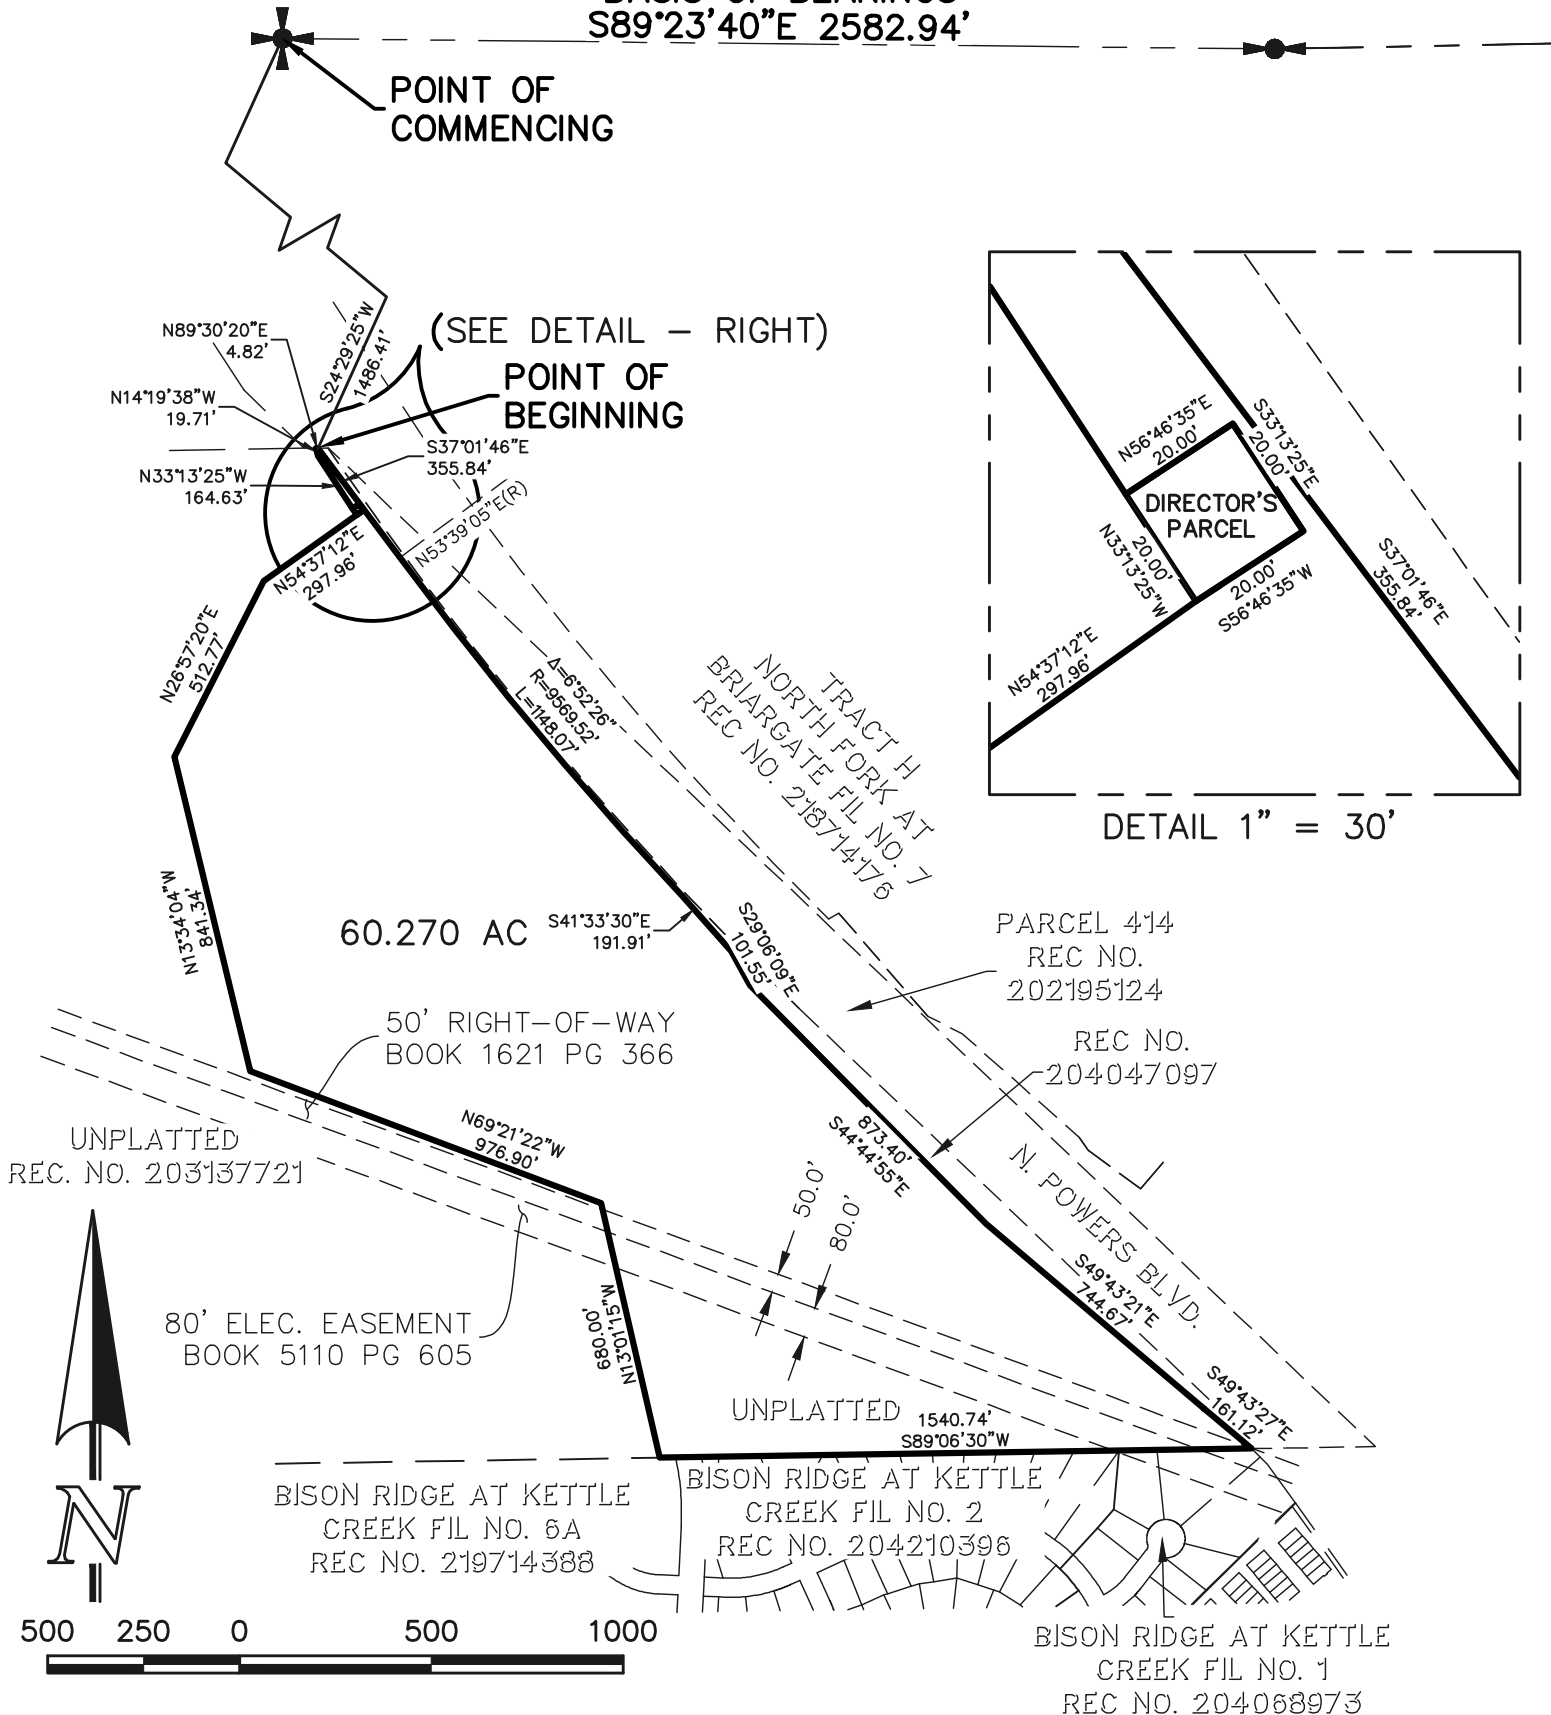 S89°23'40"E 2582.94'
POINT OF
COMMENCING
N89°30'20"E
4.82'
S24°29'25"W
1486.41'
(SEE DETAIL – RIGHT)
POINT OF
BEGINNING
N14°19'38"W
19.71'
S37°01'46"E
355.84'
N33°13'25"W
164.63'
N53°39'05"E(R)
N54°37'12"E
297.96'
N26°57'20"E
512.77'
Δ=6°52'26"
R=9569.52'
L=1148.07'
TRACT H
NORTH FORK AT
BRIARGATE FIL NO. 7
REC NO. 218714176
N56°46'35"E
20.00'
S33°13'25"E
20.00'
DIRECTOR'S
PARCEL
20.00'
N33°13'25"W
20.00'
S56°46'35"W
S37°01'46"E
355.84'
N54°37'12"E
297.96'
DETAIL 1" = 30'
N13°34'04"W
841.34'
60.270 AC
S41°33'30"E
191.91'
S29°06'09"E
101.55'
PARCEL 414
REC NO.
202195124
50' RIGHT-OF-WAY
BOOK 1621 PG 366
REC NO.
204047097
UNPLATTED
REC. NO. 203137721
N69°21'22"W
976.90'
873.40'
S44°44'55"E
N. POWERS BLVD.
50.0'
80.0'
S49°43'21"E
744.67'
80' ELEC. EASEMENT
BOOK 5110 PG 605
N13°01'15"W
680.00'
UNPLATTED
S49°43'27"E
161.12'
1540.74'
S89°06'30"W
BISON RIDGE AT KETTLE
CREEK FIL NO. 6A
REC NO. 219714388
BISON RIDGE AT KETTLE
CREEK FIL NO. 2
REC NO. 204210396
N
500 250 0 500 1000
BISON RIDGE AT KETTLE
CREEK FIL NO. 1
REC NO. 204068973